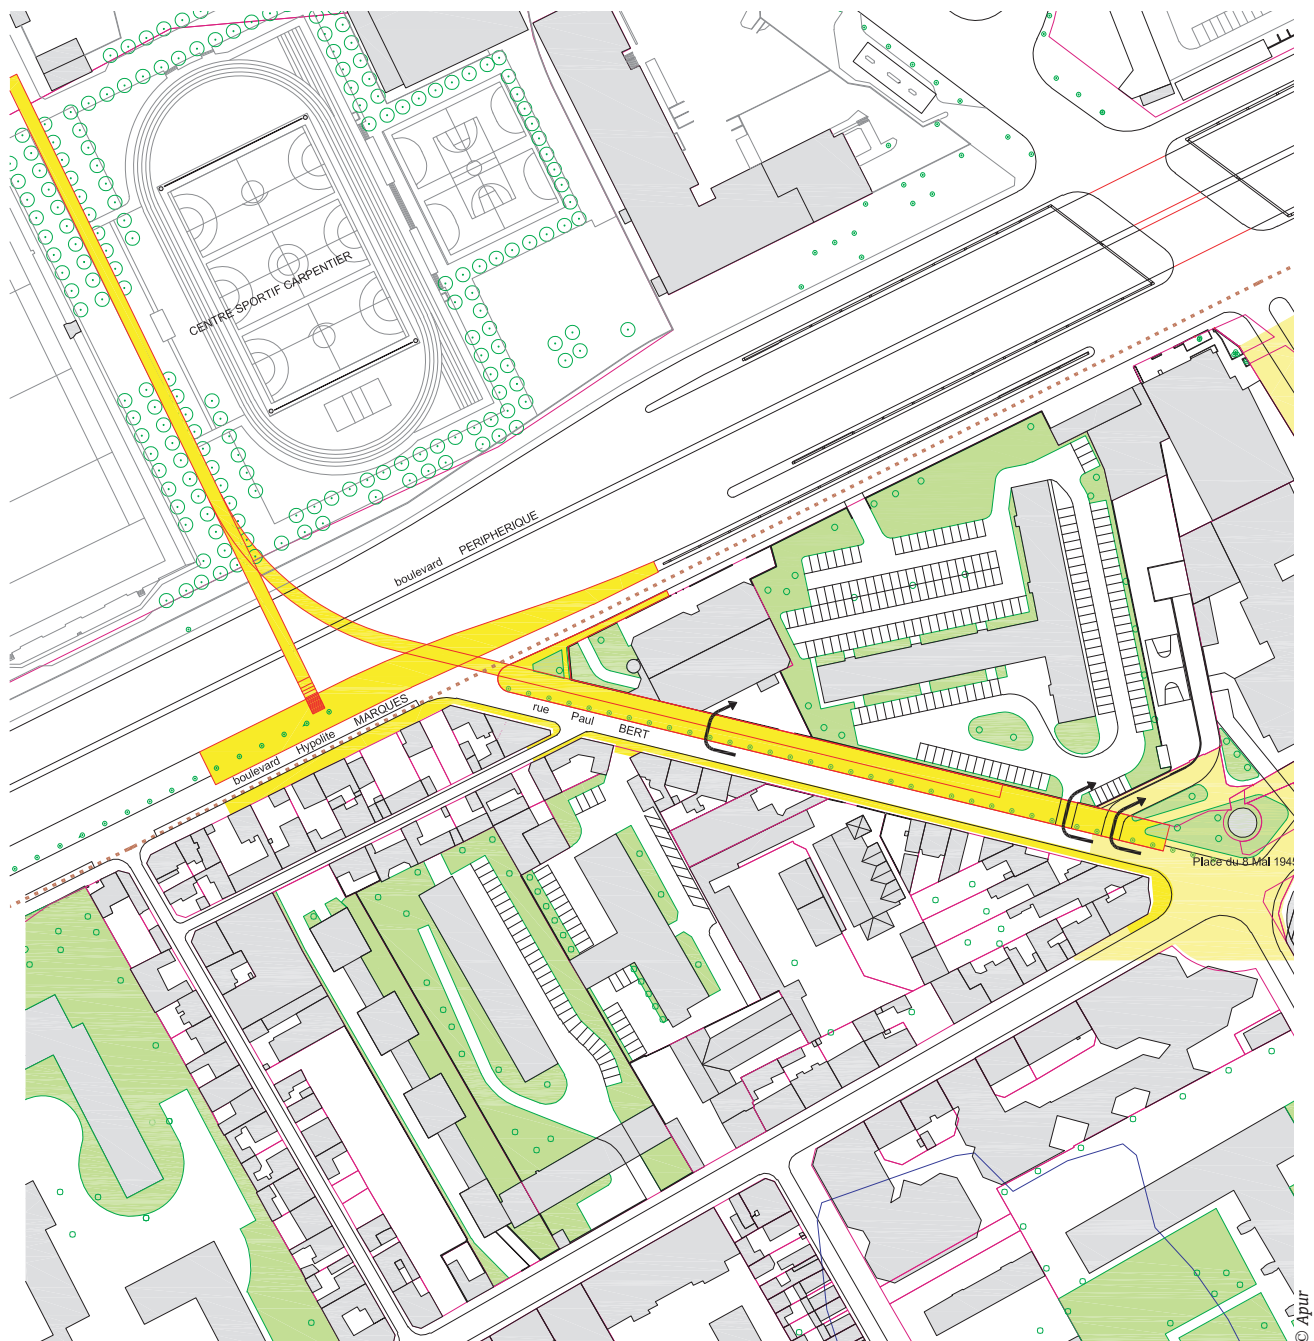 CENTRE SPORTIF CARPENTIER
boulevard PERIPHERIQUE
boulevard Hypolite MARQUES
rue Paul BERT
Place du 8 Mai 1945
© Apur